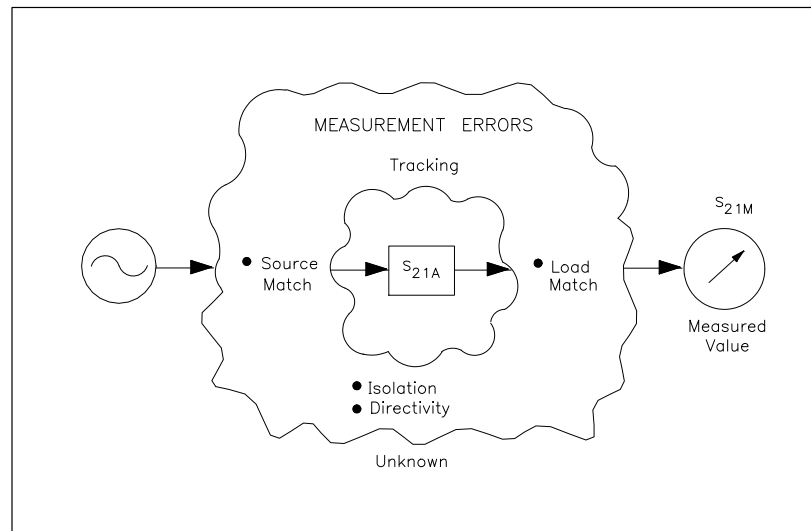 MEASUREMENT ERRORS
Tracking
S21M
Source
Match
S21A
Load
Match
Measured
Value
Isolation
Directivity
Unknown